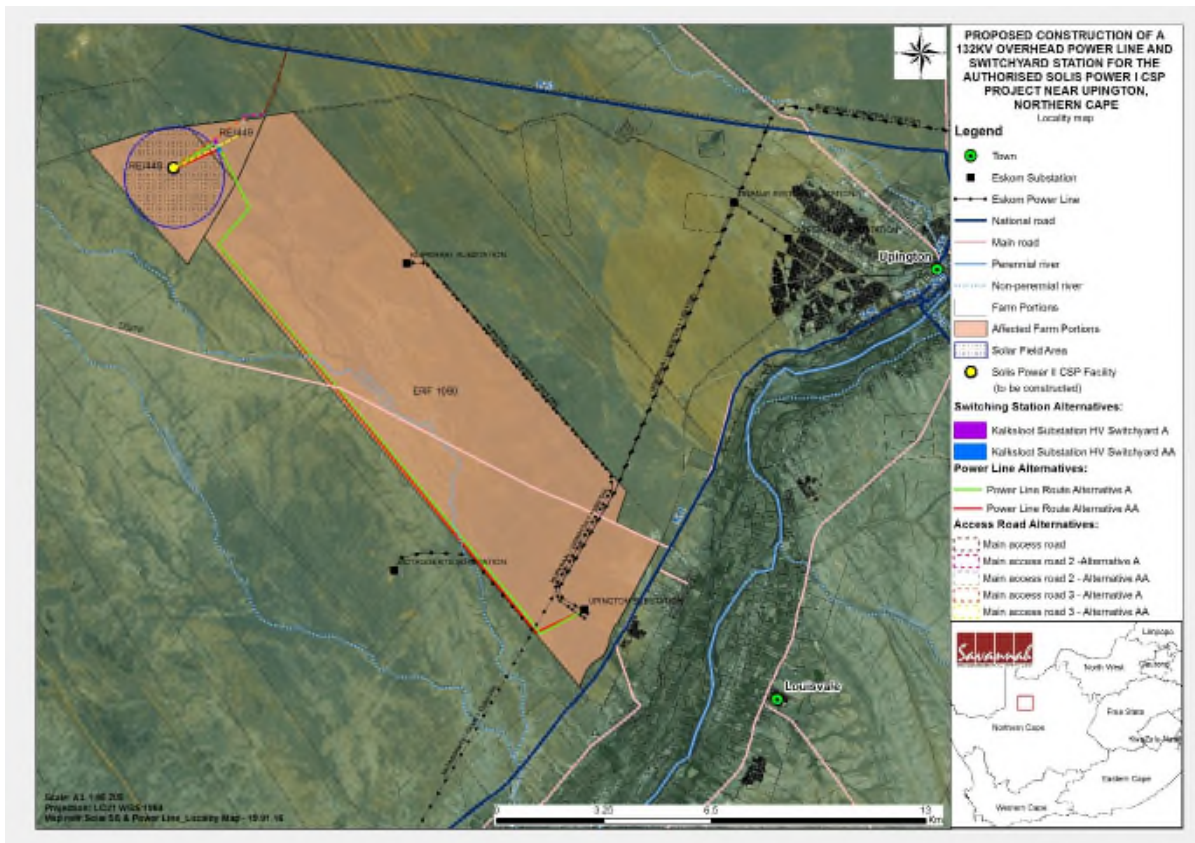 PROPOSED CONSTRUCTION OF A
132KV OVERHEAD POWER LINE AND
SWITCHYARD STATION FOR THE
AUTHORISED SOLIS POWER I CSP
PROJECT NEAR UPINGTON,
NORTHERN CAPE
Locality map
Legend
Town
Eskom Substation
Eskom Power Line
National road
Main road
Perennial river
Non-perennial river
Farm Portions
Affected Farm Portions
Solar Field Area
Solis Power II CSP Facility
(to be constructed)
Switching Station Alternatives:
Kalksloot Substation HV Switchyard A
Kalksloot Substation HV Switchyard AA
Power Line Alternatives:
Power Line Route Alternative A
Power Line Route Alternative AA
Access Road Alternatives:
Main access road
Main access road 2 -Alternative A
Main access road 2 - Alternative AA
Main access road 3 - Alternative A
Main access road 3 - Alternative AA
RE/449
RE/449
ERF 1080
Upington
UPINGTON SUBSTATION
Louisvale
0 3.25 6.5 13
Km
Savannah
Limpopo
North West
Gauteng
Free State
Northern Cape
Eastern Cape
Western Cape